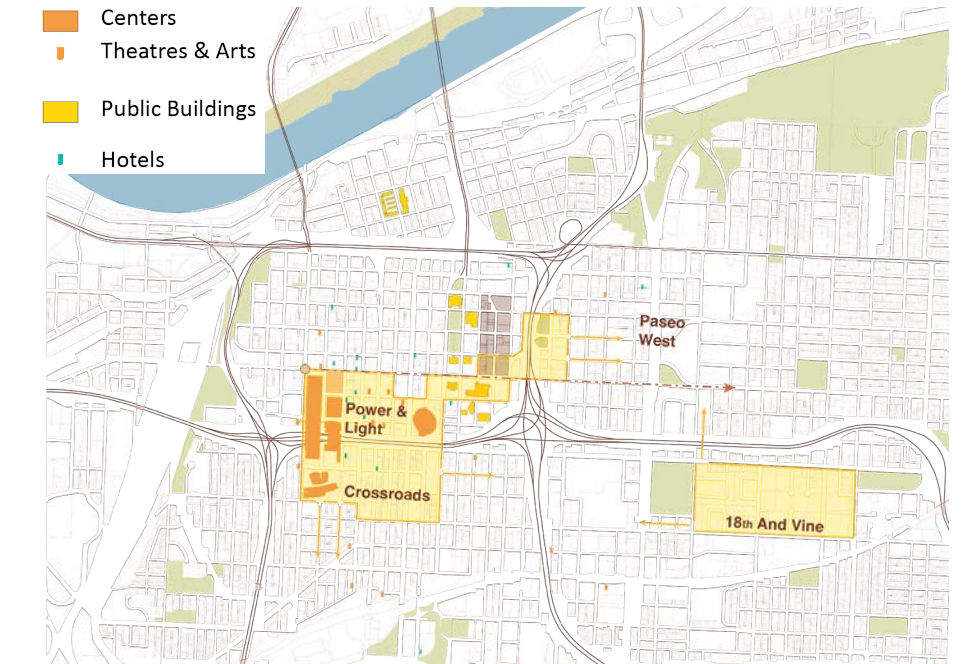 Centers
Theatres & Arts
Public Buildings
Hotels
Paseo
West
Power &
Light
Crossroads
18th And Vine